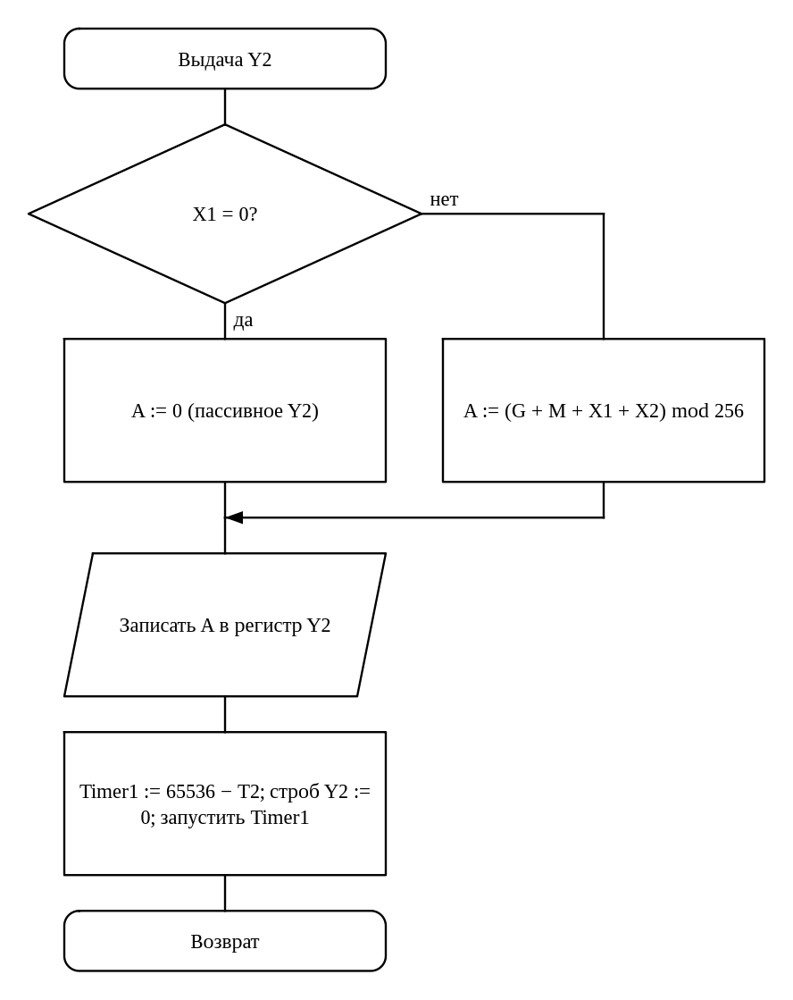 Выдача Y2
X1 = 0?
нет
да
A := 0 (пассивное Y2)
A := (G + M + X1 + X2) mod 256
Записать A в регистр Y2
Timer1 := 65536 − T2; строб Y2 :=
0; запустить Timer1
Возврат